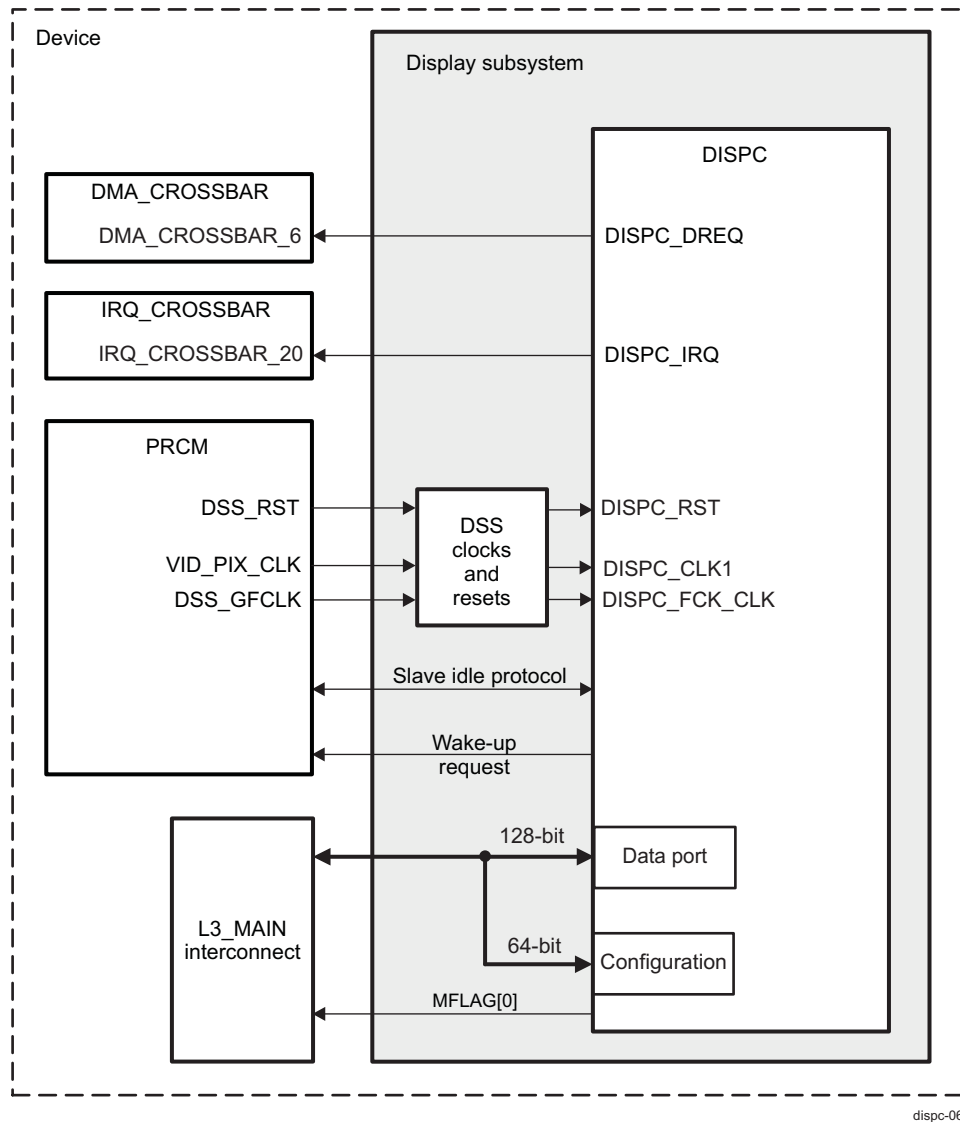 Device
Display subsystem
DISPC
DMA_CROSSBAR
DMA_CROSSBAR_6
DISPC_DREQ
IRQ_CROSSBAR
IRQ_CROSSBAR_20
DISPC_IRQ
PRCM
DSS_RST
VID_PIX_CLK
DSS_GFCLK
DSS
clocks
and
resets
DISPC_RST
DISPC_CLK1
DISPC_FCK_CLK
Slave idle protocol
Wake-up
request
L3_MAIN
interconnect
128-bit
Data port
64-bit
Configuration
MFLAG[0]
dispc-06